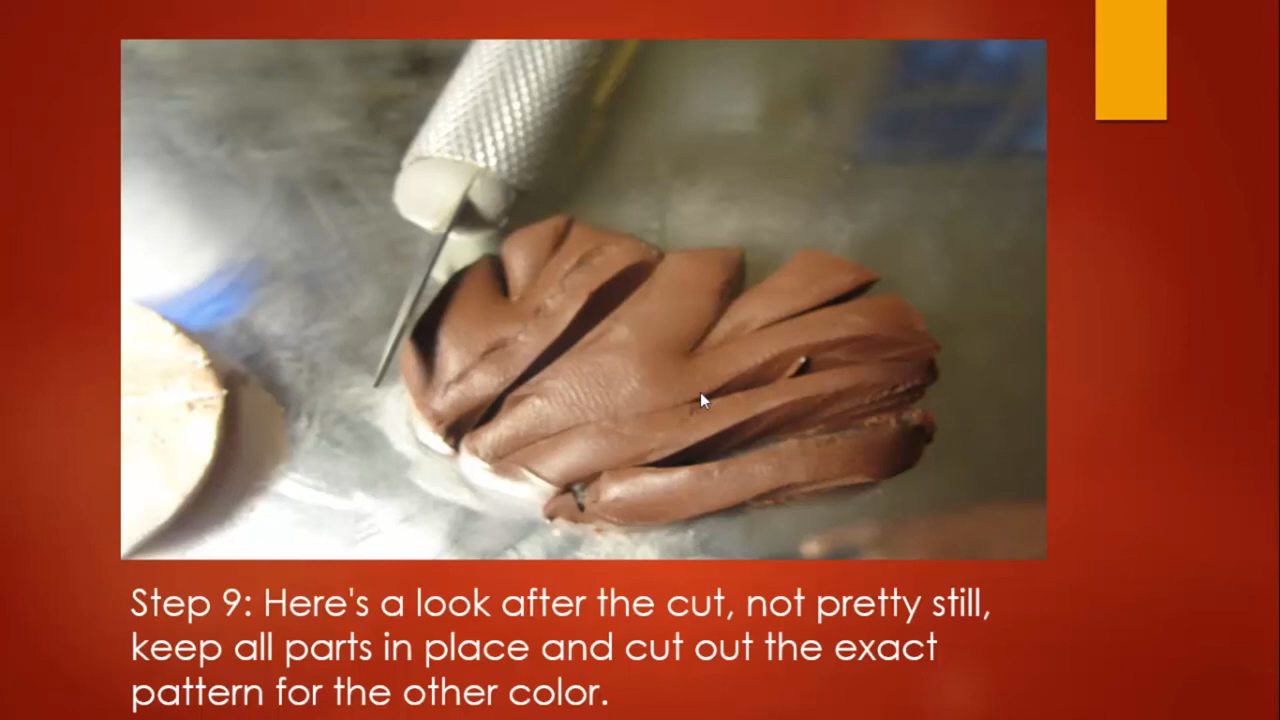 Step 9: Here's a look after the cut, not pretty still,
keep all parts in place and cut out the exact
pattern for the other color.